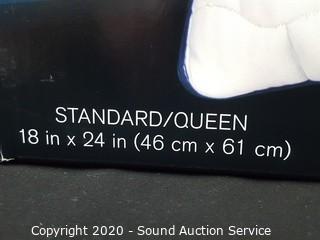 STANDARD/QUEEN
18 in x 24 in (46 cm x 61 cm)
Copyright 2020 - Sound Auction Service